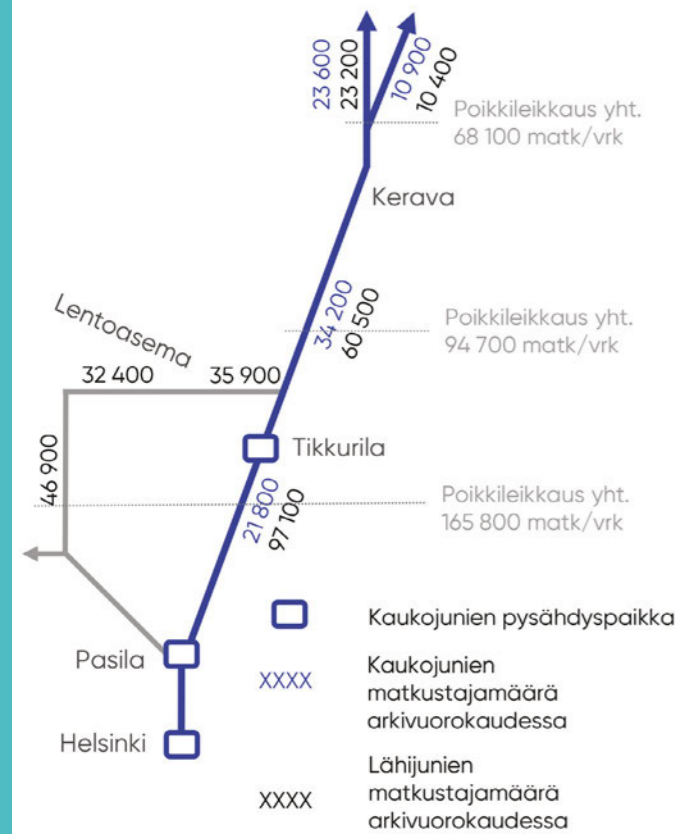 23 600
23 200
10 900
10 400
Poikkileikkaus yht.
68 100 matk/vrk
Kerava
34 200
60 500
Poikkileikkaus yht.
94 700 matk/vrk
Lentoasema
32 400
35 900
46 900
Tikkurila
21 800
97 100
Poikkileikkaus yht.
165 800 matk/vrk
Pasila
Helsinki
Kaukojunien pysähdyspaikka
XXXX
Kaukojunien
matkustajamäärä
arkivuorokaudessa
XXXX
Lähijunien
matkustajamäärä
arkivuorokaudessa